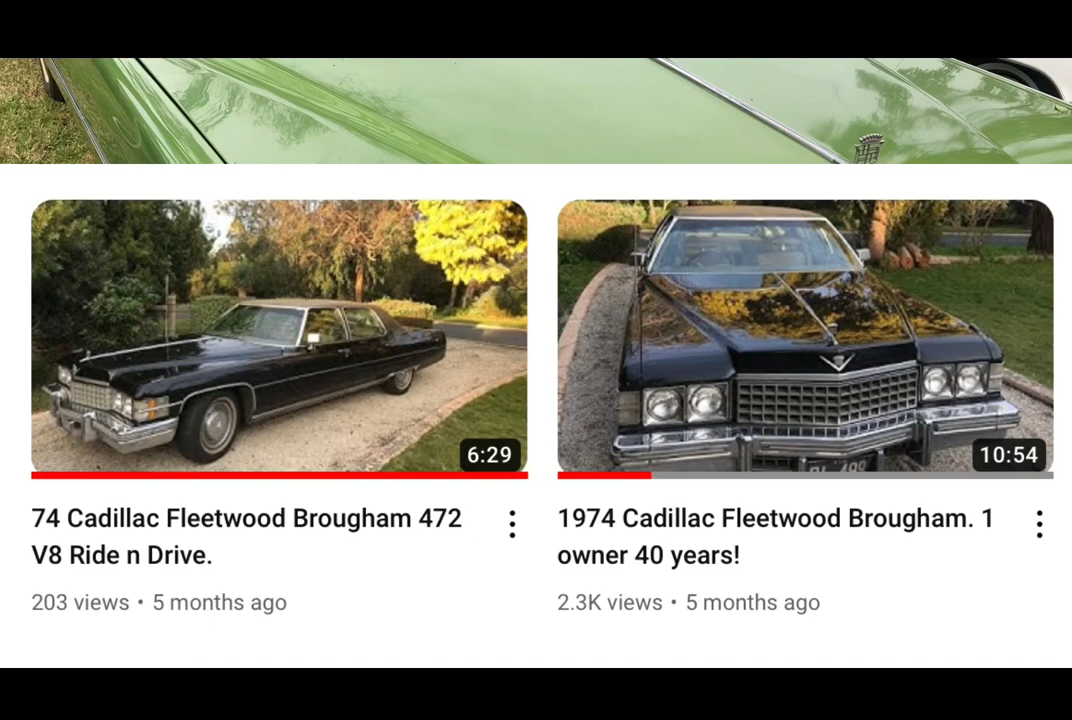 6:29
10:54
74 Cadillac Fleetwood Brougham 472
V8 Ride n Drive.
203 views • 5 months ago
1974 Cadillac Fleetwood Brougham. 1
owner 40 years!
2.3K views • 5 months ago